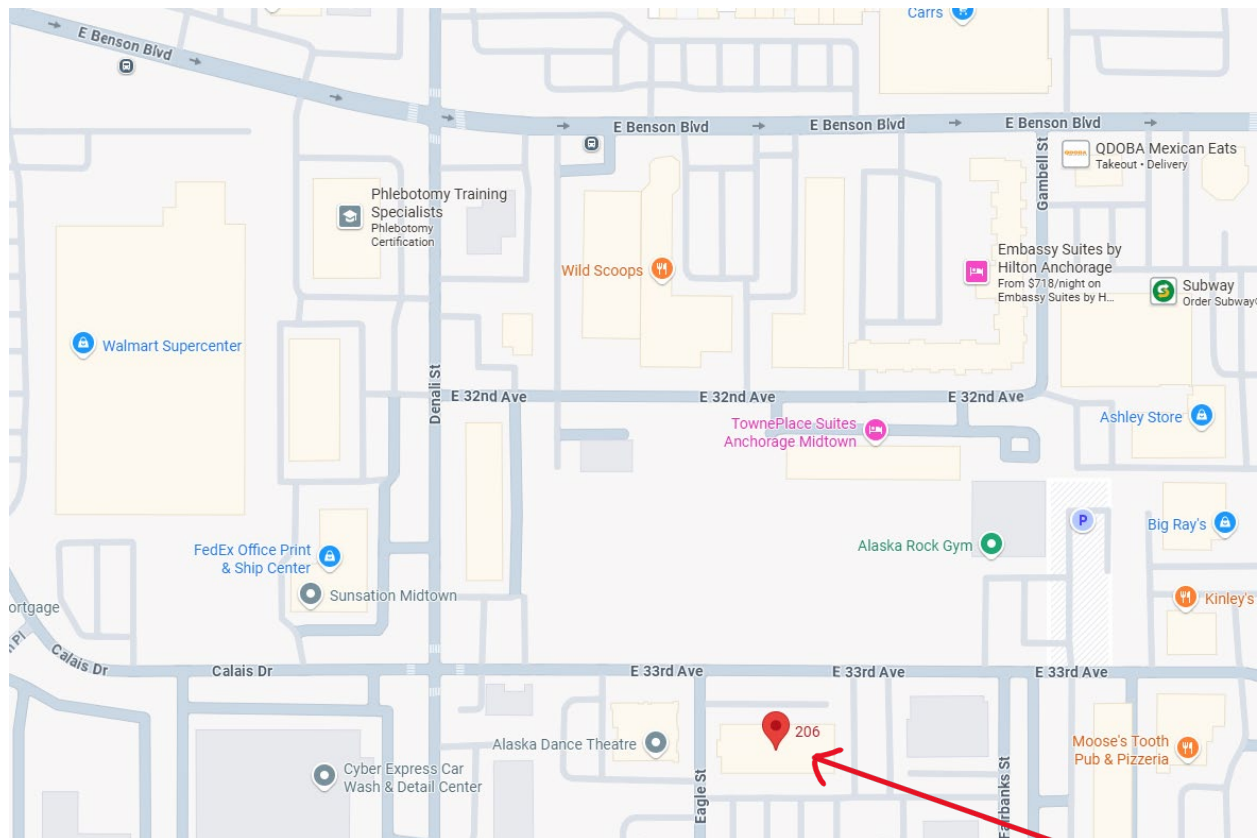 Carrs
E Benson Blvd
E Benson Blvd
E Benson Blvd
E Benson Blvd
QDOBA
QDOBA Mexican Eats
Takeout • Delivery
Gambell St
Phlebotomy Training
Specialists
Phlebotomy
Certification
Wild Scoops
Embassy Suites by
Hilton Anchorage
From $718/night on
Embassy Suites by H...
Subway
Order Subway
Walmart Supercenter
Denali St
E 32nd Ave
E 32nd Ave
E 32nd Ave
TownePlace Suites
Anchorage Midtown
Ashley Store
P
Big Ray's
FedEx Office Print
& Ship Center
Alaska Rock Gym
Sunsation Midtown
Kinley's
ortgage
Pl
Calais Dr
Calais Dr
E 33rd Ave
E 33rd Ave
E 33rd Ave
206
Alaska Dance Theatre
Moose's Tooth
Pub & Pizzeria
Cyber Express Car
Wash & Detail Center
Eagle St
Fairbanks St